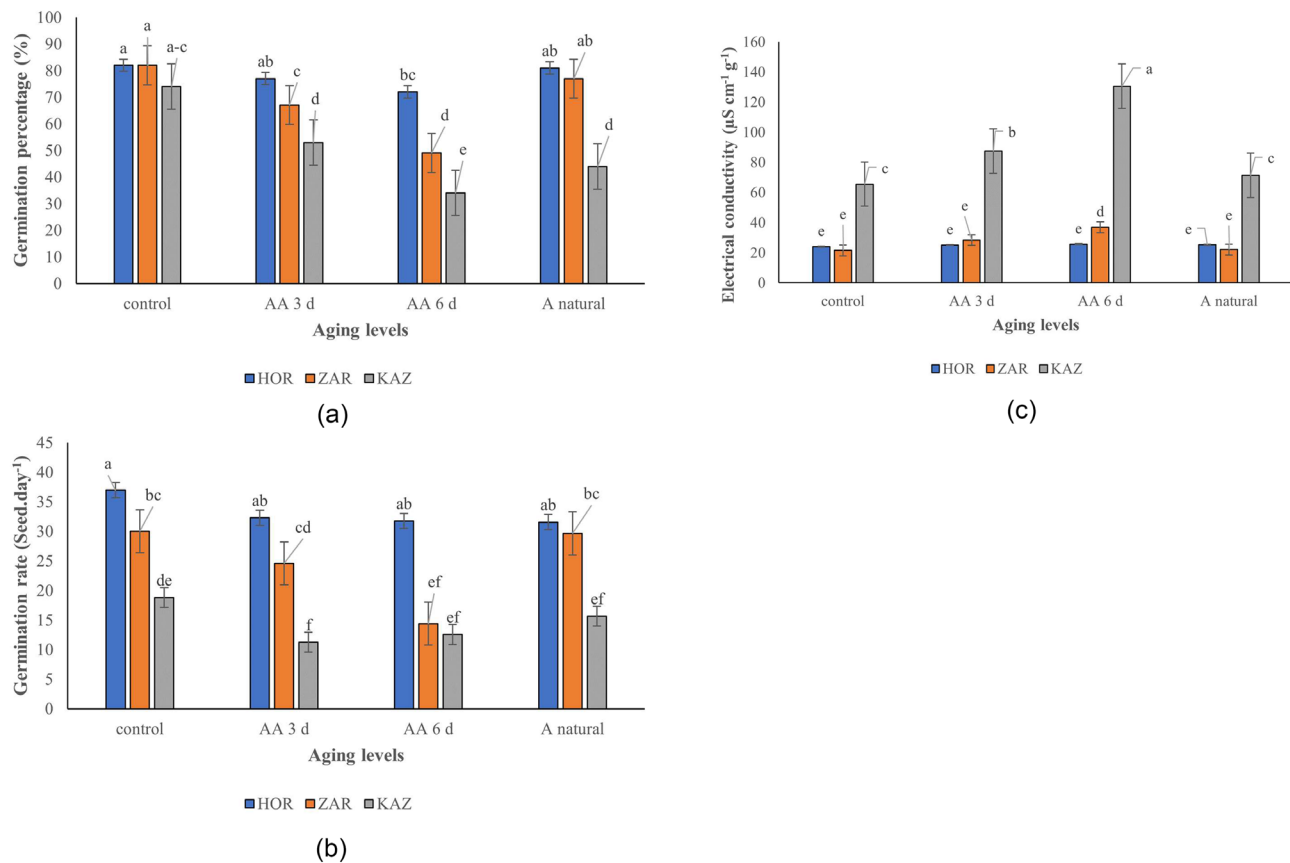 Germination percentage (%)
100
90
80
70
60
50
40
30
20
10
0
a
a
a-c
ab
c
d
bc
d
e
ab
ab
d
control
AA 3 d
AA 6 d
A natural
Aging levels
HOR
ZAR
KAZ
(a)
Electrical conductivity (µS cm-1 g-1)
160
140
120
100
80
60
40
20
0
e
e
c
e
e
b
e
d
a
e
e
c
control
AA 3 d
AA 6 d
A natural
Aging levels
HOR
ZAR
KAZ
(c)
Germination rate (Seed.day-1)
45
40
35
30
25
20
15
10
5
0
a
bc
de
ab
cd
f
ab
ef
ef
ab
bc
ef
control
AA 3 d
AA 6 d
A natural
Aging levels
HOR
ZAR
KAZ
(b)